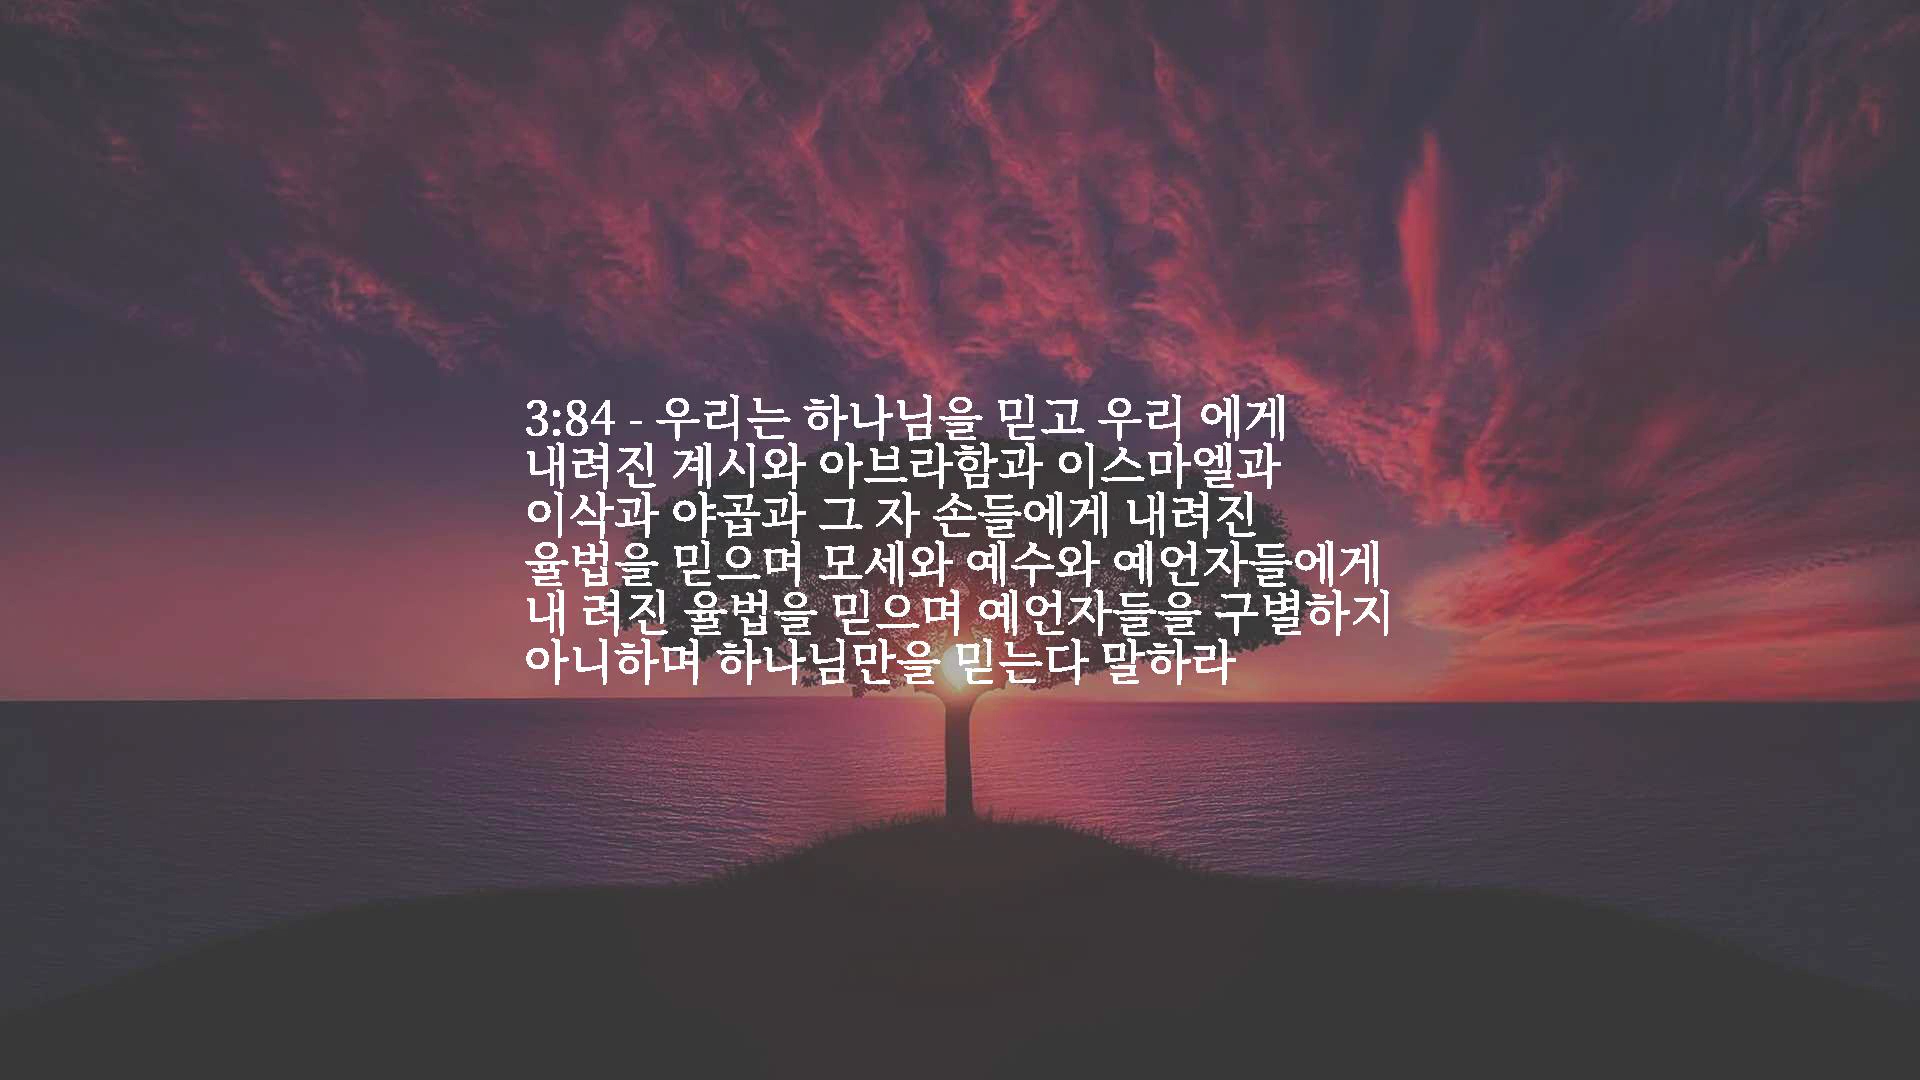 3:84 - 우리는 하나님을 믿고 우리 에게
내려진 계시와 아브라함과 이스마엘과
이삭과 야곱과 그 자 손들에게 내려진
율법을 믿으며 모세와 예수와 예언자들에게
내 려진 율법을 믿으며 예언자들을 구별하지
아니하며 하나님만을 믿는다 말하라